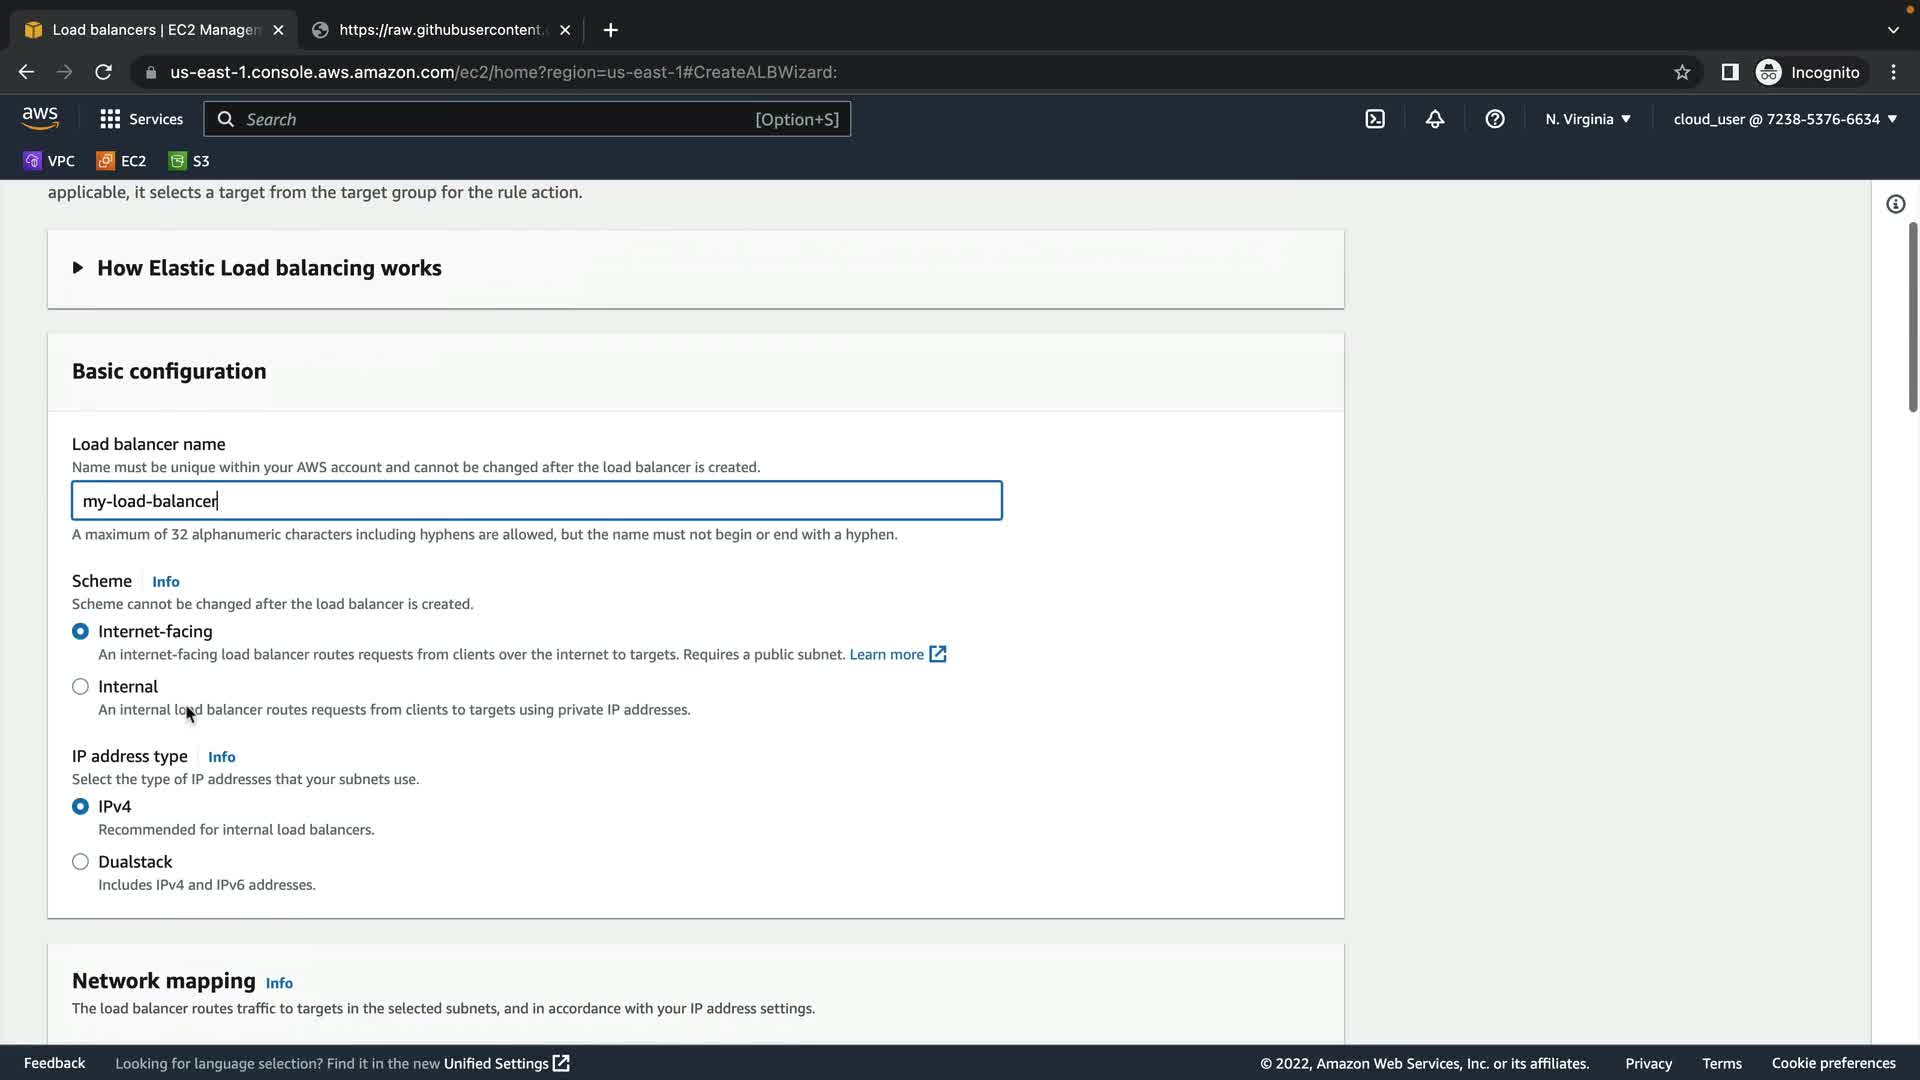 Load balancers | EC2 Manager
https://raw.githubusercontent.
us-east-1.console.aws.amazon.com/ec2/home?region=us-east-1#CreateALBWizard:
Incognito
aws
Services
Search
[Option+S]
N. Virginia
cloud_user @ 7238-5376-6634
VPC
EC2
S3
applicable, it selects a target from the target group for the rule action.
How Elastic Load balancing works
Basic configuration
Load balancer name
Name must be unique within your AWS account and cannot be changed after the load balancer is created.
my-load-balancer
A maximum of 32 alphanumeric characters including hyphens are allowed, but the name must not begin or end with a hyphen.
Scheme Info
Scheme cannot be changed after the load balancer is created.
Internet-facing
An internet-facing load balancer routes requests from clients over the internet to targets. Requires a public subnet. Learn more
Internal
An internal load balancer routes requests from clients to targets using private IP addresses.
IP address type Info
Select the type of IP addresses that your subnets use.
IPv4
Recommended for internal load balancers.
Dualstack
Includes IPv4 and IPv6 addresses.
Network mapping Info
The load balancer routes traffic to targets in the selected subnets, and in accordance with your IP address settings.
Feedback
Looking for language selection? Find it in the new Unified Settings
© 2022, Amazon Web Services, Inc. or its affiliates.
Privacy
Terms
Cookie preferences